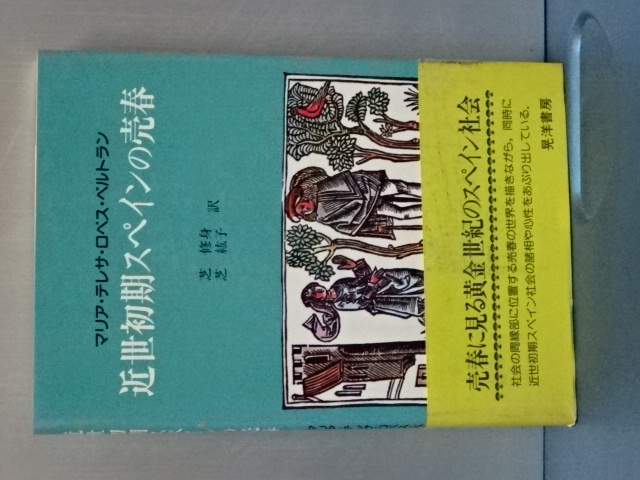 マリア・テレサ・ロペス・ベルトラン
近世初期スペインの売春
芝 修身
芝 紘子
訳
売春に見る黄金世紀のスペイン社会
社会の周縁部に位置する売春の世界を描きながら，同時に
近世初期スペイン社会の諸相や心性をあぶり出している．
晃洋書房